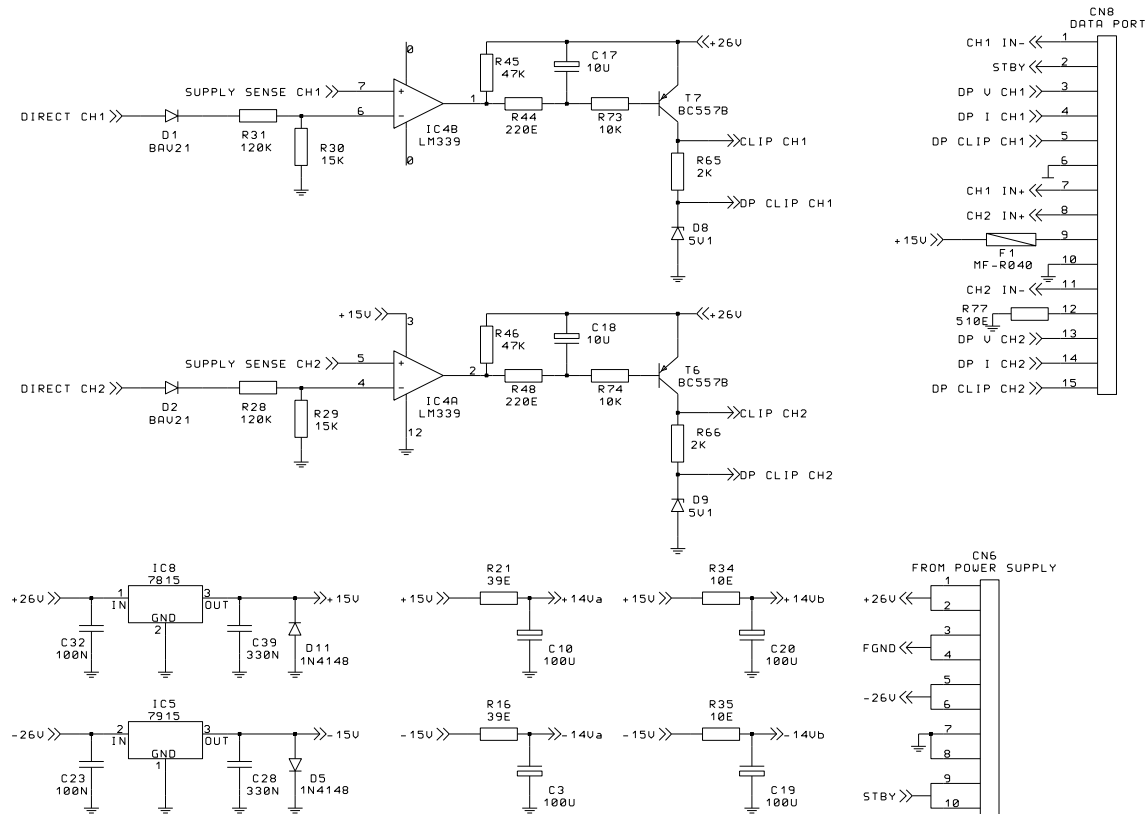 CN8
DATA PORT
CH1 IN- 1
STBY 2
DP V CH1 3
DP I CH1 4
DP CLIP CH1 5
6
CH1 IN+ 7
CH2 IN+ 8
+15V 9
F1
MF-R040
10
CH2 IN- 11
R77 12
510E
DP V CH2 13
DP I CH2 14
DP CLIP CH2 15
0
+26V
R45
47K
C17
10U
SUPPLY SENSE CH1 7
+
1
DIRECT CH1
6
-
D1
BAV21
R31
120K
R30
15K
IC4B
LM339
0
R44
220E
R73
10K
T7
BC557B
CLIP CH1
R65
2K
DP CLIP CH1
D8
5V1
+15V 3
+26V
R46
47K
C18
10U
SUPPLY SENSE CH2 5
+
2
DIRECT CH2
4
-
D2
BAV21
R28
120K
R29
15K
IC4A
LM339
12
R48
220E
R74
10K
T6
BC557B
CLIP CH2
R66
2K
DP CLIP CH2
D9
5V1
IC8
7815
+26V 1 IN 3 OUT +15V
GND
2
C32
100N
C39
330N
D11
1N4148
R21
39E
+15V +14Va
C10
100U
R34
10E
+15V +14Vb
C20
100U
IC5
7915
-26V 2 IN 3 OUT -15V
GND
1
C23
100N
C28
330N
D5
1N4148
R16
39E
-15V -14Va
C3
100U
R35
10E
-15V -14Vb
C19
100U
CN6
FROM POWER SUPPLY
1
+26V
2
3
FGND
4
5
-26V
6
7
8
9
STBY
10